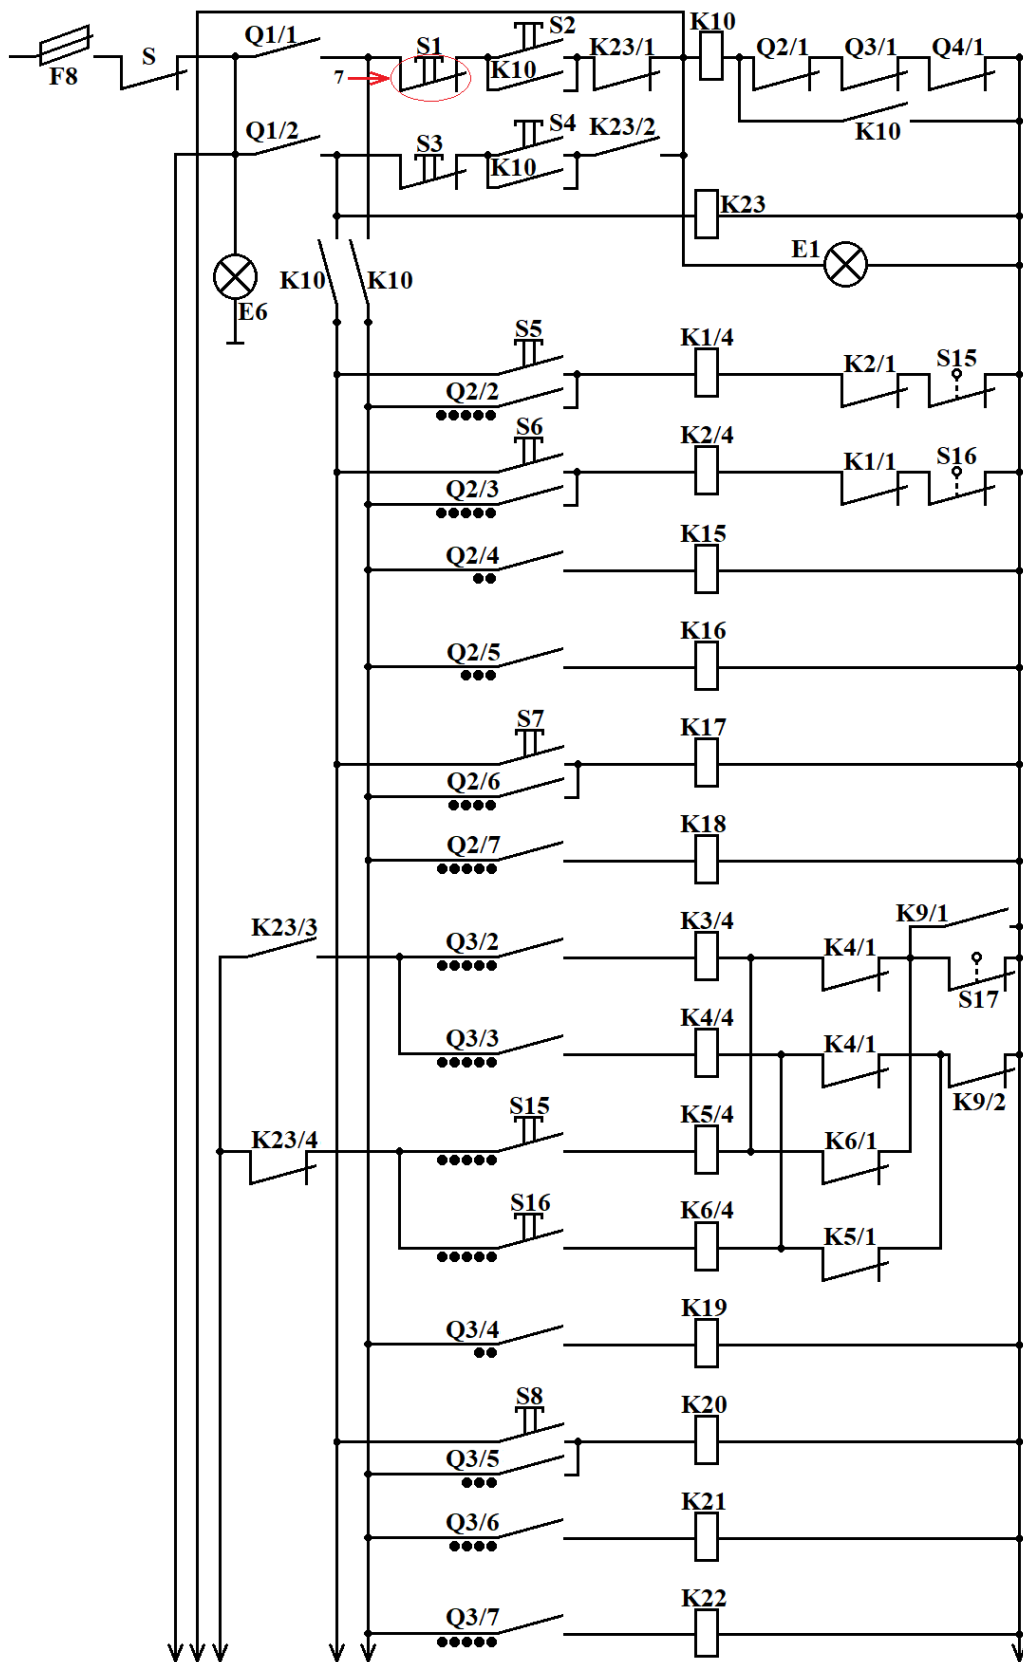 K10
S2
Q1/1
S1
K23/1
Q2/1
Q3/1
Q4/1
S
F8
7
K10
K10
Q1/2
S4
K23/2
S3
K10
K23
E1
K10
K10
E6
S5
K1/4
K2/1
S15
Q2/2
S6
K2/4
K1/1
S16
Q2/3
K15
Q2/4
K16
Q2/5
S7
K17
Q2/6
K18
Q2/7
K9/1
K23/3
Q3/2
K3/4
K4/1
S17
Q3/3
K4/4
K4/1
K9/2
S15
K5/4
K23/4
K6/1
S16
K6/4
K5/1
K19
Q3/4
S8
K20
Q3/5
K21
Q3/6
K22
Q3/7